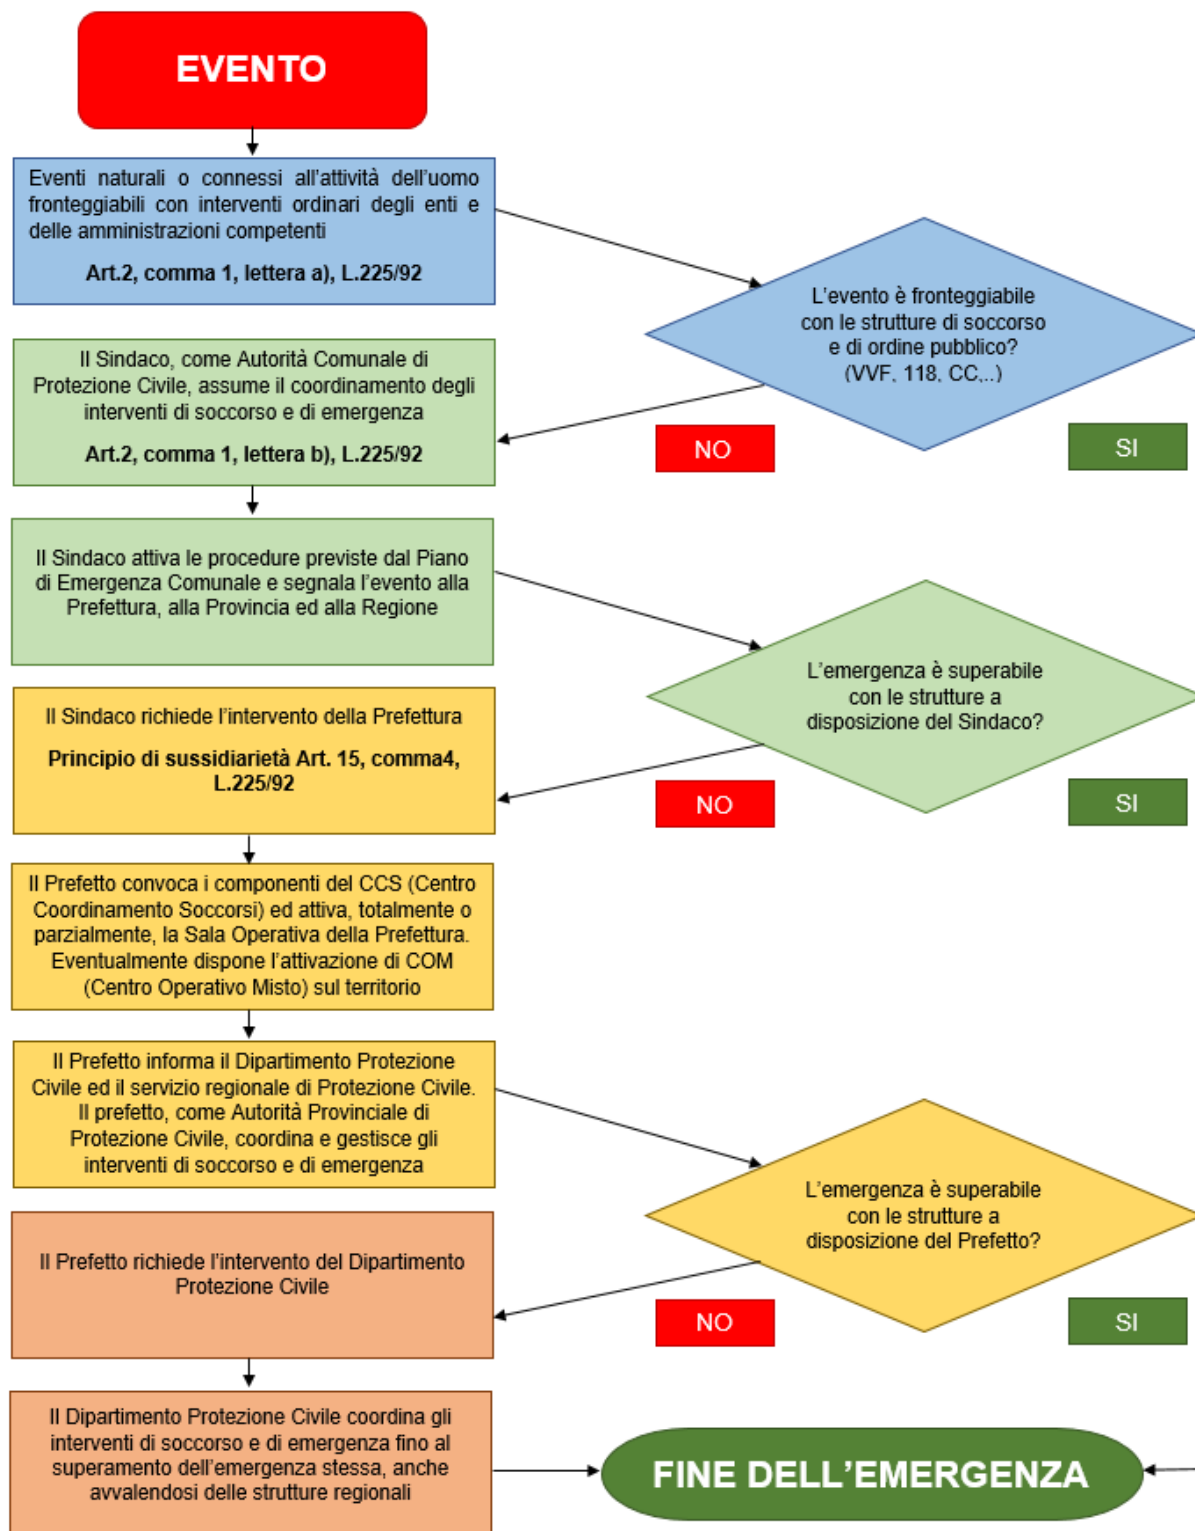 EVENTO
Eventi naturali o connessi all'attività dell'uomo
fronteggiabili con interventi ordinari degli enti e
delle amministrazioni competenti
Art.2, comma 1, lettera a), L.225/92
L'evento è fronteggiabile
con le strutture di soccorso
e di ordine pubblico?
(VVF, 118, CC,..)
NO
SI
Il Sindaco, come Autorità Comunale di
Protezione Civile, assume il coordinamento degli
interventi di soccorso e di emergenza
Art.2, comma 1, lettera b), L.225/92
Il Sindaco attiva le procedure previste dal Piano
di Emergenza Comunale e segnala l'evento alla
Prefettura, alla Provincia ed alla Regione
L'emergenza è superabile
con le strutture a
disposizione del Sindaco?
NO
SI
Il Sindaco richiede l'intervento della Prefettura
Principio di sussidiarietà Art. 15, comma4,
L.225/92
Il Prefetto convoca i componenti del CCS (Centro
Coordinamento Soccorsi) ed attiva, totalmente o
parzialmente, la Sala Operativa della Prefettura.
Eventualmente dispone l'attivazione di COM
(Centro Operativo Misto) sul territorio
Il Prefetto informa il Dipartimento Protezione
Civile ed il servizio regionale di Protezione Civile.
Il prefetto, come Autorità Provinciale di
Protezione Civile, coordina e gestisce gli
interventi di soccorso e di emergenza
L'emergenza è superabile
con le strutture a
disposizione del Prefetto?
NO
SI
Il Prefetto richiede l'intervento del Dipartimento
Protezione Civile
Il Dipartimento Protezione Civile coordina gli
interventi di soccorso e di emergenza fino al
superamento dell'emergenza stessa, anche
avvalendosi delle strutture regionali
FINE DELL'EMERGENZA